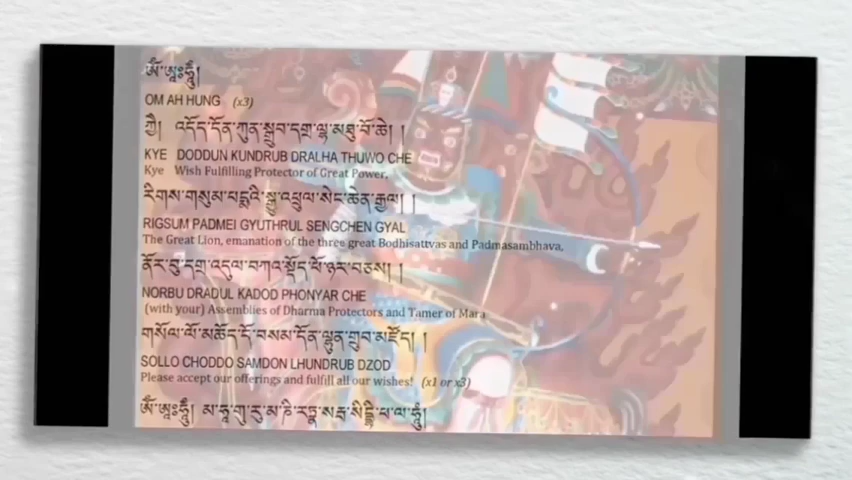 ༀ་ཨཱཿཧཱུྂ།
OM AH HUNG (x3)
ཀྱཻ། འདོད་དོན་ཀུན་སྒྲུབ་དགྲ་ལྷ་མཐུ་བོ་ཆེ། །
KYE DODDUN KUNDRUB DRALHA THUWO CHE
Kye Wish Fulfilling Protector of Great Power,
རིགས་གསུམ་པདྨའི་སྒྱུ་འཕྲུལ་སེང་ཆེན་རྒྱལ། །
RIGSUM PADMEI GYUTHRUL SENGCHEN GYAL
The Great Lion, emanation of the three great Bodhisattvas and Padmasambhava,
ནོར་བུ་དགྲ་འདུལ་བཀའ་སྡོད་ཕོ་ཉར་བཅས། །
NORBU DRADUL KADOD PHONYAR CHE
(with your) Assemblies of Dharma Protectors and Tamer of Mara
གསོལ་ལོ་མཆོད་དོ་བསམ་དོན་ལྷུན་གྲུབ་མཛོད། །
SOLLO CHODDO SAMDON LHUNDRUB DZOD
Please accept our offerings and fulfill all our wishes! (x1 or x3)
ༀ་ཨཱཿཧཱུྂ། མ་ཧཱ་གུ་རུ་མ་ཎི་རཏྣ་སརྦ་སིདྡྷི་ཕ་ལ་ཧཱུྂ།